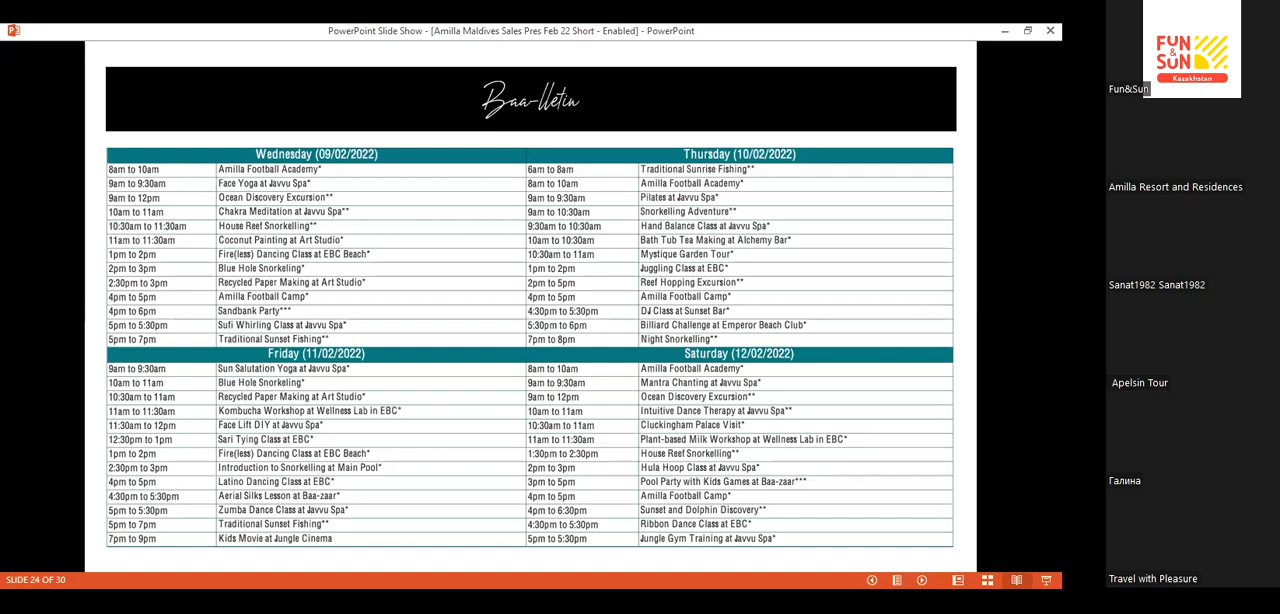 PowerPoint Slide Show - [Amilla Maldives Sales Pres Feb 22 Short - Enabled] - PowerPoint
Baa-lletin
Wednesday (09/02/2022)
8am to 10am Amilla Football Academy*
9am to 9:30am Face Yoga at Javvu Spa*
9am to 12pm Ocean Discovery Excursion**
10am to 11am Chakra Meditation at Javvu Spa**
10:30am to 11:30am House Reef Snorkelling**
11am to 11:30am Coconut Painting at Art Studio*
1pm to 2pm Fire(less) Dancing Class at EBC Beach*
2pm to 3pm Blue Hole Snorkeling*
2:30pm to 3pm Recycled Paper Making at Art Studio*
4pm to 5pm Amilla Football Camp*
4pm to 6pm Sandbank Party***
5pm to 5:30pm Sufi Whirling Class at Javvu Spa*
5pm to 7pm Traditional Sunset Fishing**
Thursday (10/02/2022)
6am to 8am Traditional Sunrise Fishing**
8am to 10am Amilla Football Academy*
9am to 9:30am Pilates at Javvu Spa*
9am to 10:30am Snorkelling Adventure**
9:30am to 10:30am Hand Balance Class at Javvu Spa*
10am to 10:30am Bath Tub Tea Making at Alchemy Bar*
10:30am to 11am Mystique Garden Tour*
1pm to 2pm Juggling Class at EBC*
2pm to 5pm Reef Hopping Excursion**
4pm to 5pm Amilla Football Camp*
4:30pm to 5:30pm DJ Class at Sunset Bar*
5:30pm to 6pm Billiard Challenge at Emperor Beach Club*
7pm to 8pm Night Snorkelling**
Friday (11/02/2022)
9am to 9:30am Sun Salutation Yoga at Javvu Spa*
10am to 11am Blue Hole Snorkeling*
10:30am to 11am Recycled Paper Making at Art Studio*
11am to 11:30am Kombucha Workshop at Wellness Lab in EBC*
11:30am to 12pm Face Lift DIY at Javvu Spa*
12:30pm to 1pm Sari Tying Class at EBC*
1pm to 2pm Fire(less) Dancing Class at EBC Beach*
2:30pm to 3pm Introduction to Snorkelling at Main Pool*
4pm to 5pm Latino Dancing Class at EBC*
4:30pm to 5:30pm Aerial Silks Lesson at Baa-zaar*
5pm to 5:30pm Zumba Dance Class at Javvu Spa*
5pm to 7pm Traditional Sunset Fishing**
7pm to 9pm Kids Movie at Jungle Cinema
Saturday (12/02/2022)
8am to 10am Amilla Football Academy*
9am to 9:30am Mantra Chanting at Javvu Spa*
9am to 12pm Ocean Discovery Excursion**
10am to 11am Intuitive Dance Therapy at Javvu Spa**
10:30am to 11am Cluckingham Palace Visit*
11am to 11:30am Plant-based Milk Workshop at Wellness Lab in EBC*
1:30pm to 2:30pm House Reef Snorkelling**
2pm to 3pm Hula Hoop Class at Javvu Spa*
3pm to 5pm Pool Party with Kids Games at Baa-zaar***
4pm to 5pm Amilla Football Camp*
4pm to 6:30pm Sunset and Dolphin Discovery**
4:30pm to 5:30pm Ribbon Dance Class at EBC*
5pm to 5:30pm Jungle Gym Training at Javvu Spa*
SLIDE 24 OF 30
FUN
&
SUN
Kazakhstan
Fun&Sun
Amilla Resort and Residences
Sanat1982 Sanat1982
Apelsin Tour
Галина
Travel with Pleasure